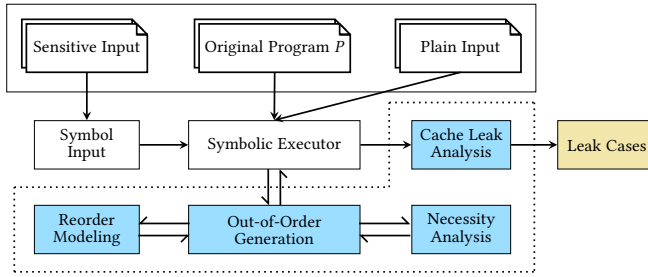 Sensitive Input
Original Program P
Plain Input
Symbol
Input
Symbolic Executor
Cache Leak
Analysis
Leak Cases
Reorder
Modeling
Out-of-Order
Generation
Necessity
Analysis